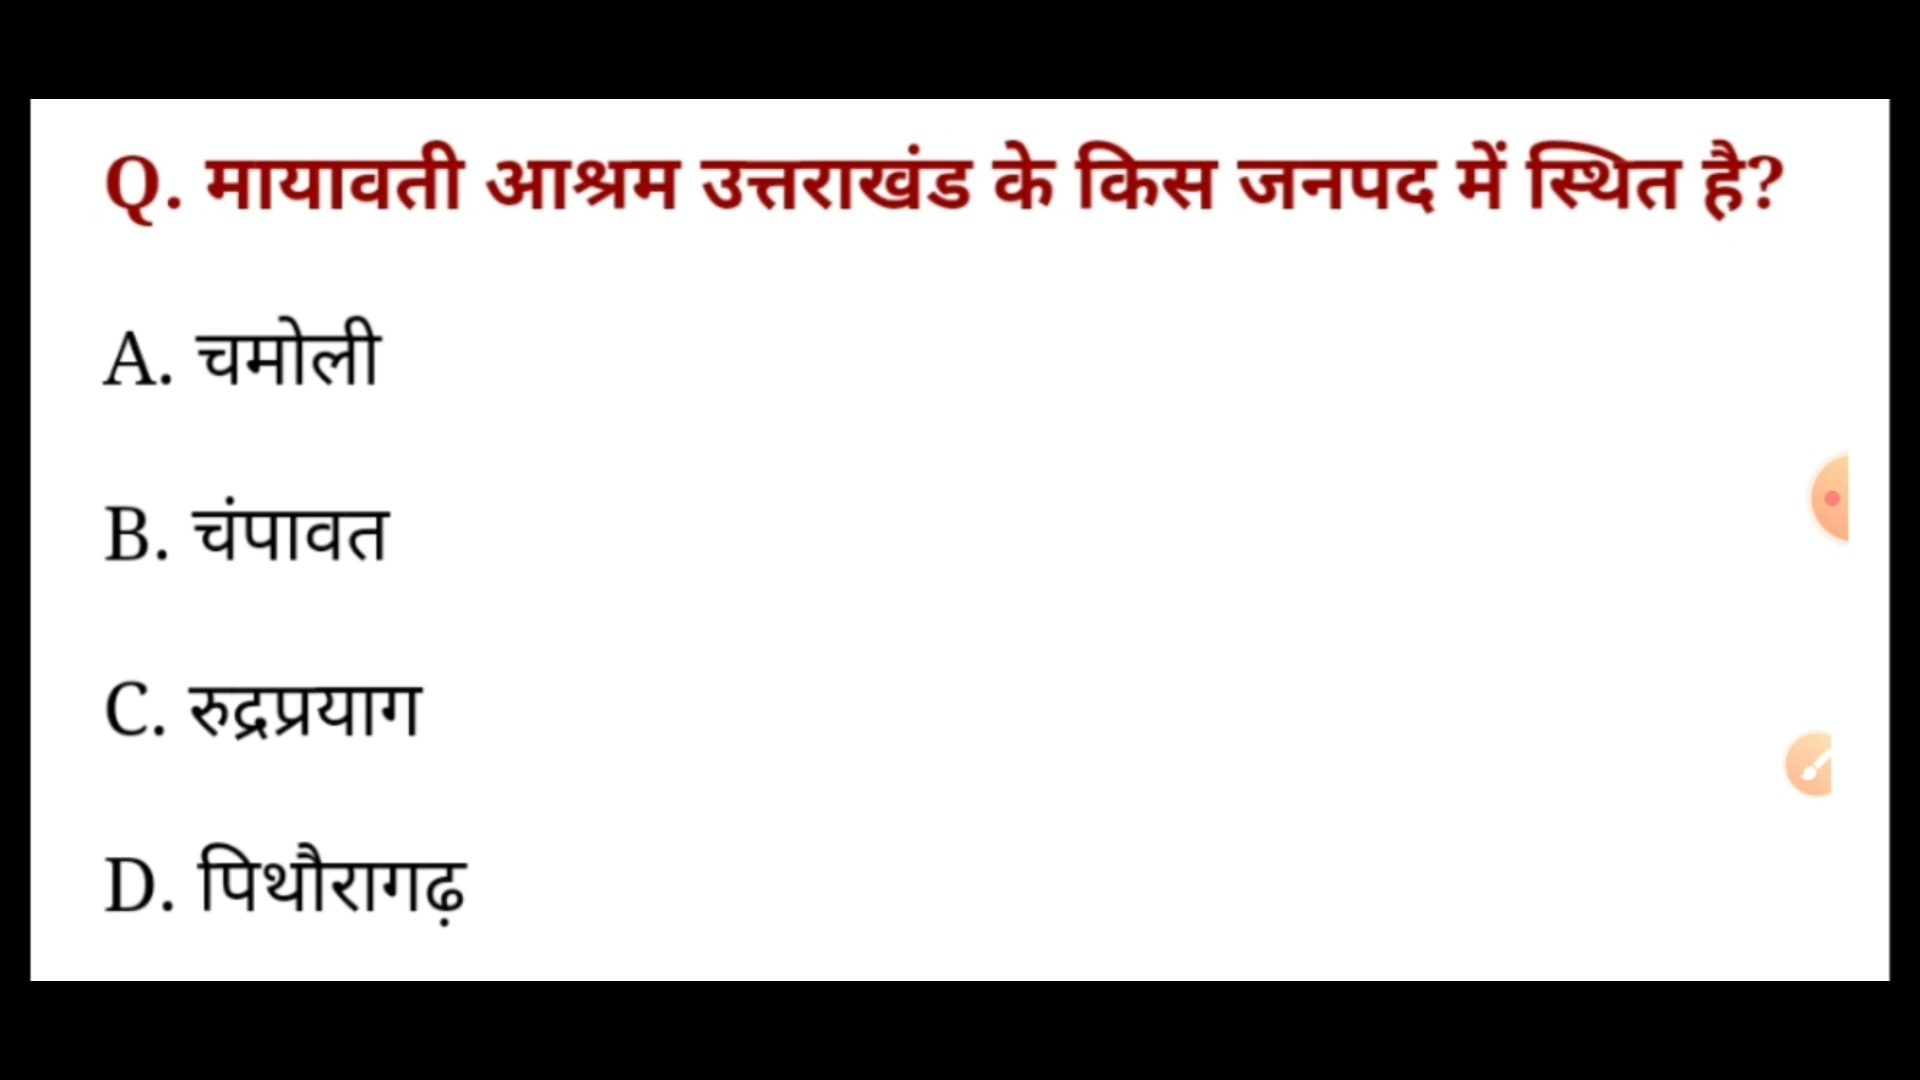 Q. मायावती आश्रम उत्तराखंड के किस जनपद में स्थित है?
A. चमोली
B. चंपावत
C. रुद्रप्रयाग
D. पिथौरागढ़